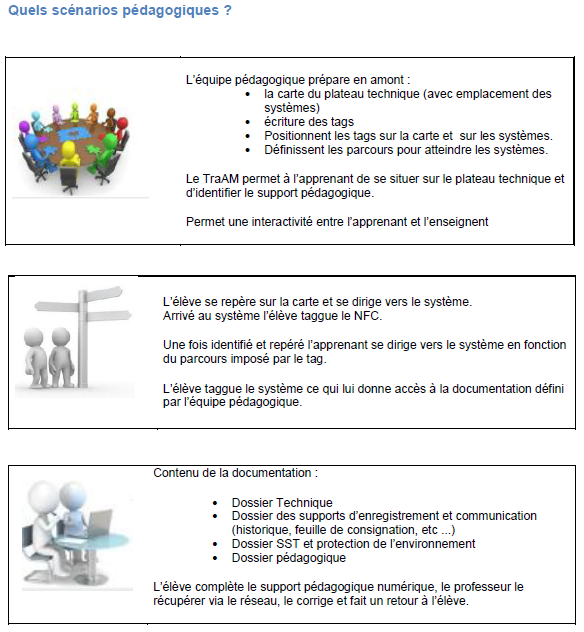 Quels scénarios pédagogiques ?
L'équipe pédagogique prépare en amont :
• la carte du plateau technique (avec emplacement des
systèmes)
• écriture des tags
• Positionnent les tags sur la carte et sur les systèmes.
• Définissent les parcours pour atteindre les systèmes.
Le TraAM permet à l'apprenant de se situer sur le plateau technique et
d'identifier le support pédagogique.
Permet une interactivité entre l'apprenant et l'enseignent
L'élève se repère sur la carte et se dirige vers le système.
Arrivé au système l'élève taggue le NFC.
Une fois identifié et repéré l'apprenant se dirige vers le système en fonction
du parcours imposé par le tag.
L'élève taggue le système ce qui lui donne accès à la documentation défini
par l'équipe pédagogique.
Contenu de la documentation :
• Dossier Technique
• Dossier des supports d'enregistrement et communication
(historique, feuille de consignation, etc ...)
• Dossier SST et protection de l'environnement
• Dossier pédagogique
L'élève complète le support pédagogique numérique, le professeur le
récupérer via le réseau, le corrige et fait un retour à l'élève.